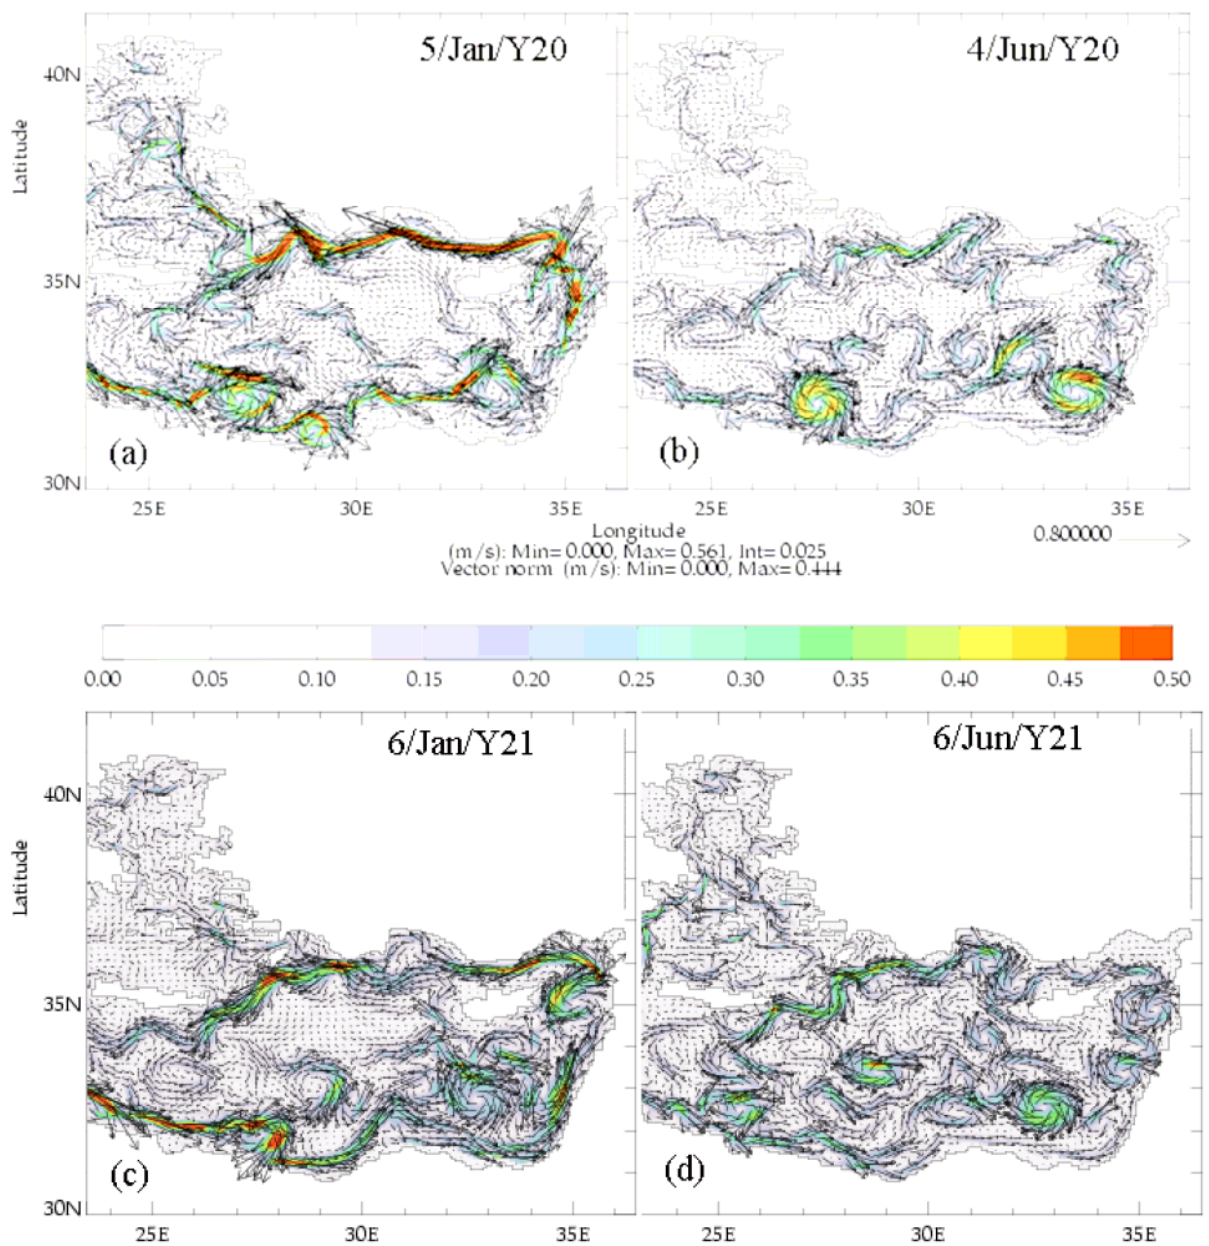 5/Jan/Y20
4/Jun/Y20
40N
35N
30N
Latitude
(a)
(b)
25E 30E 35E 25E 30E 35E
Longitude
0.800000
(m/s): Min= 0.000, Max= 0.561, Int= 0.025
Vector norm (m/s): Min= 0.000, Max= 0.444
0.00 0.05 0.10 0.15 0.20 0.25 0.30 0.35 0.40 0.45 0.50
6/Jan/Y21
6/Jun/Y21
40N
35N
30N
Latitude
(c)
(d)
25E 30E 35E 25E 30E 35E